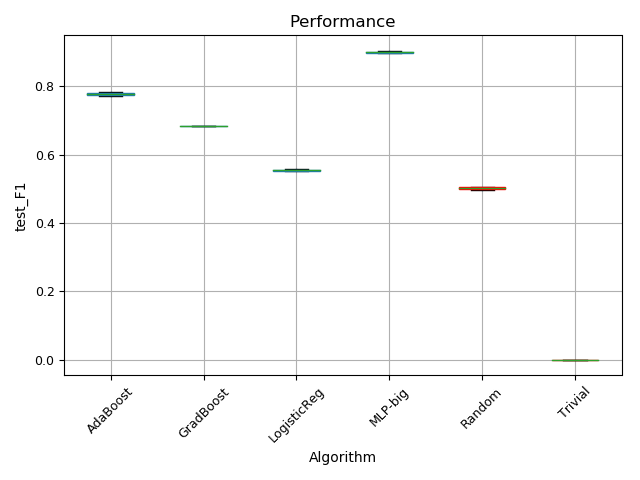 Performance
test_F1
0.8
0.6
0.4
0.2
0.0
AdaBoost
GradBoost
LogisticReg
MLP-big
Random
Trivial
Algorithm